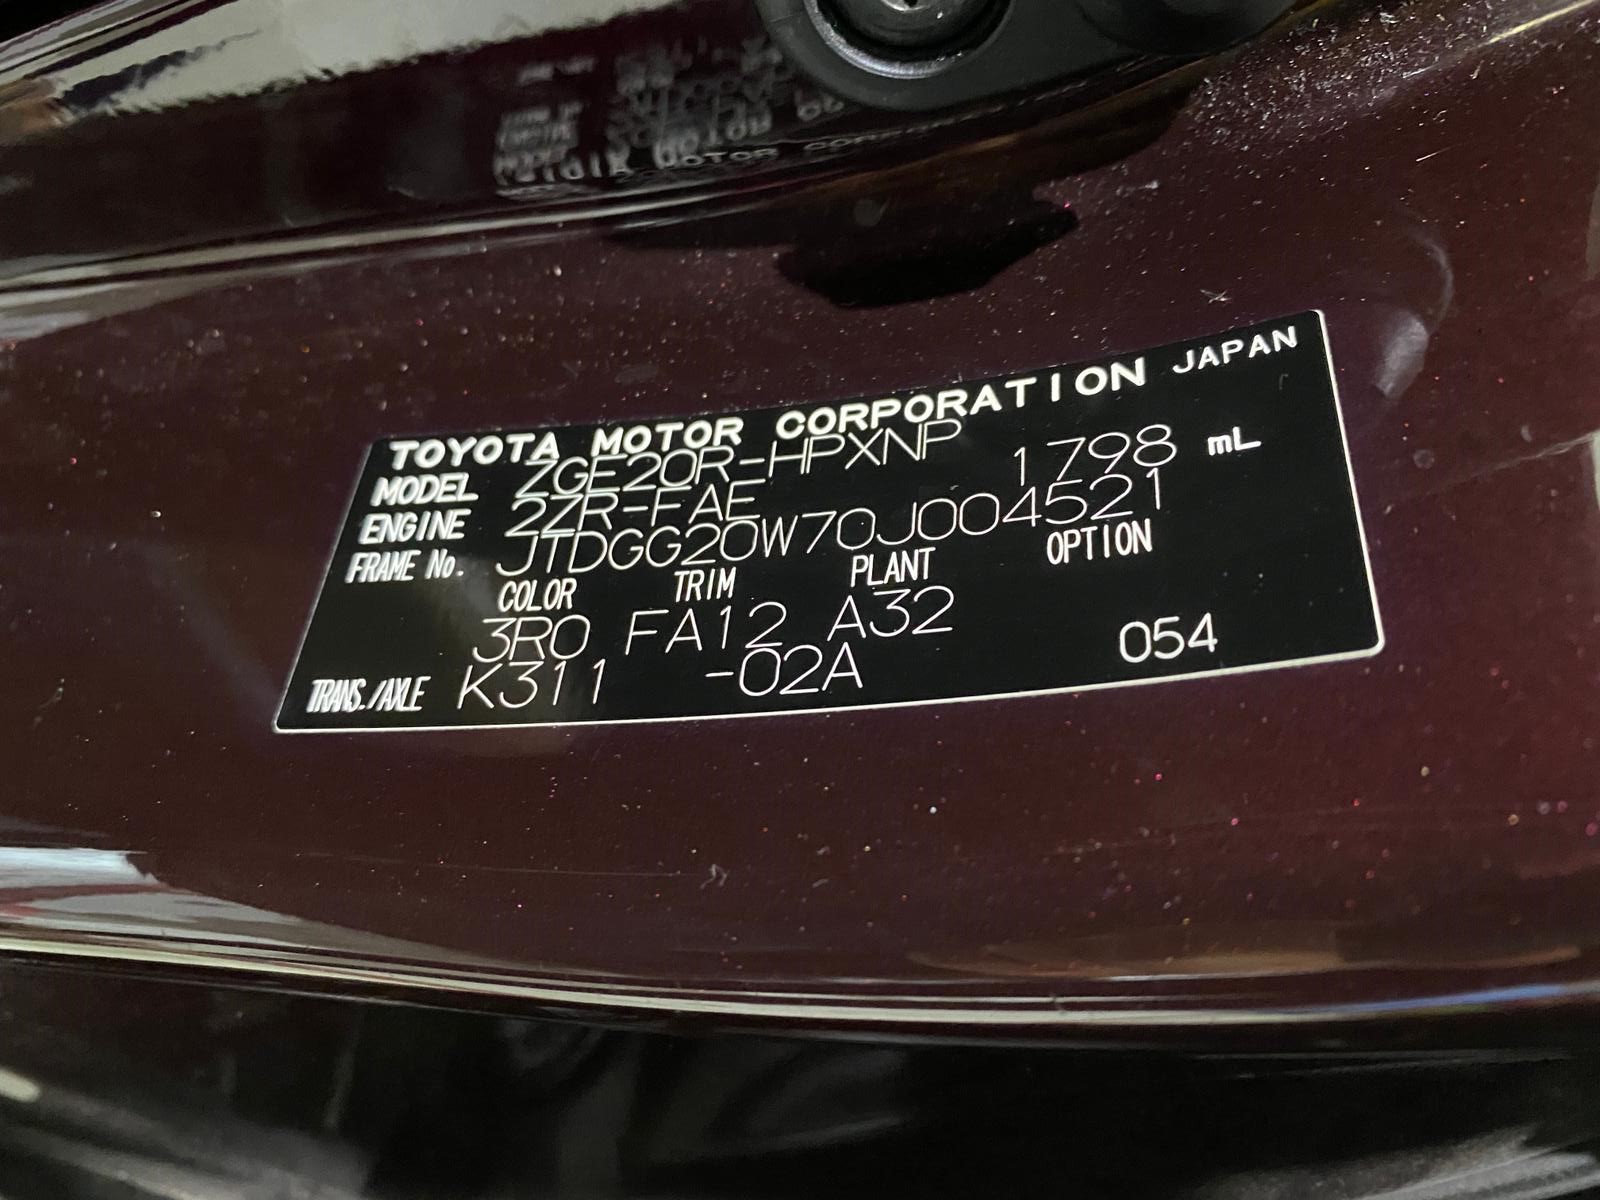 TOYOTA MOTOR CORPORATION JAPAN
MODEL ZGE20R-HPXNP
ENGINE 2ZR-FAE 1798 mL
FRAME No. JTDGG20W70J004521
COLOR TRIM PLANT OPTION
3R0 FA12 A32
TRANS./AXLE K311 -02A 054